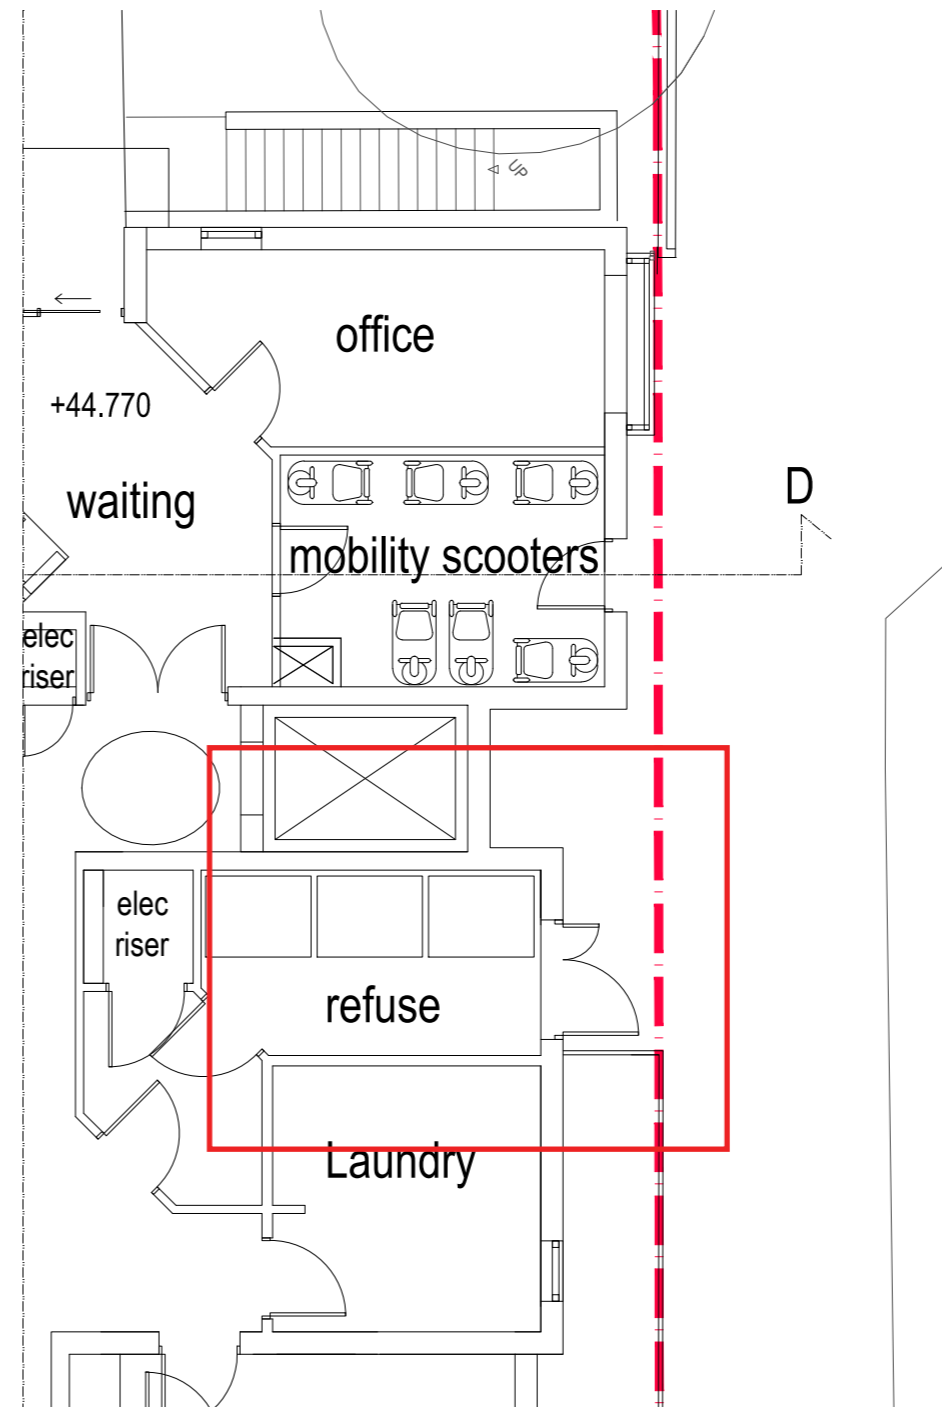 UP
office
+44.770
waiting
D
mobility scooters
elec
riser
elec
riser
refuse
Laundry